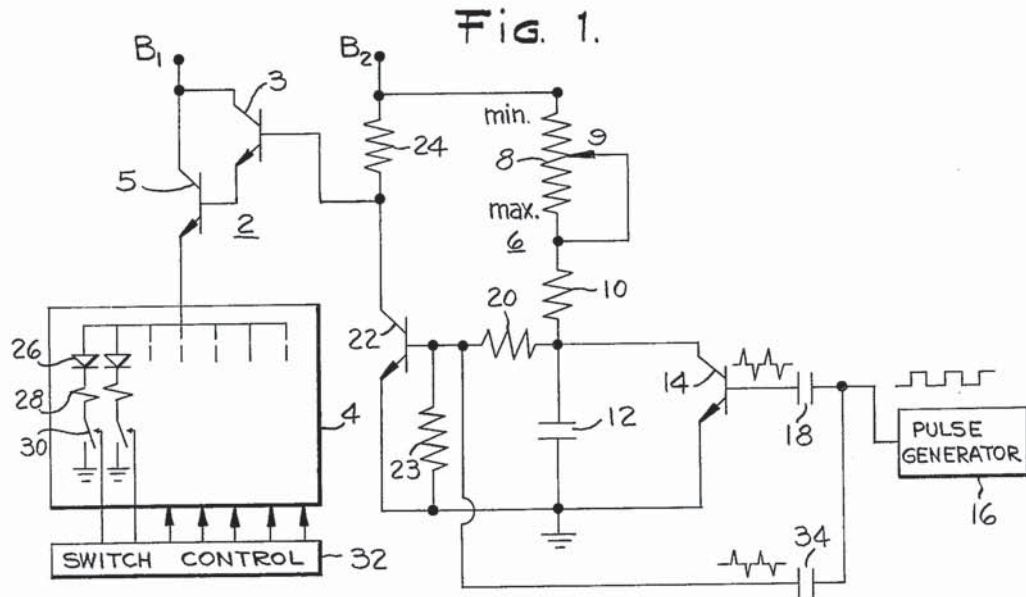 Fig. 1.
B1
B2
3
min.
9
24
8
5
2
max.
6
10
20
22
26
14
28
4
12
18
30
23
PULSE
GENERATOR
16
34
SWITCH CONTROL
32